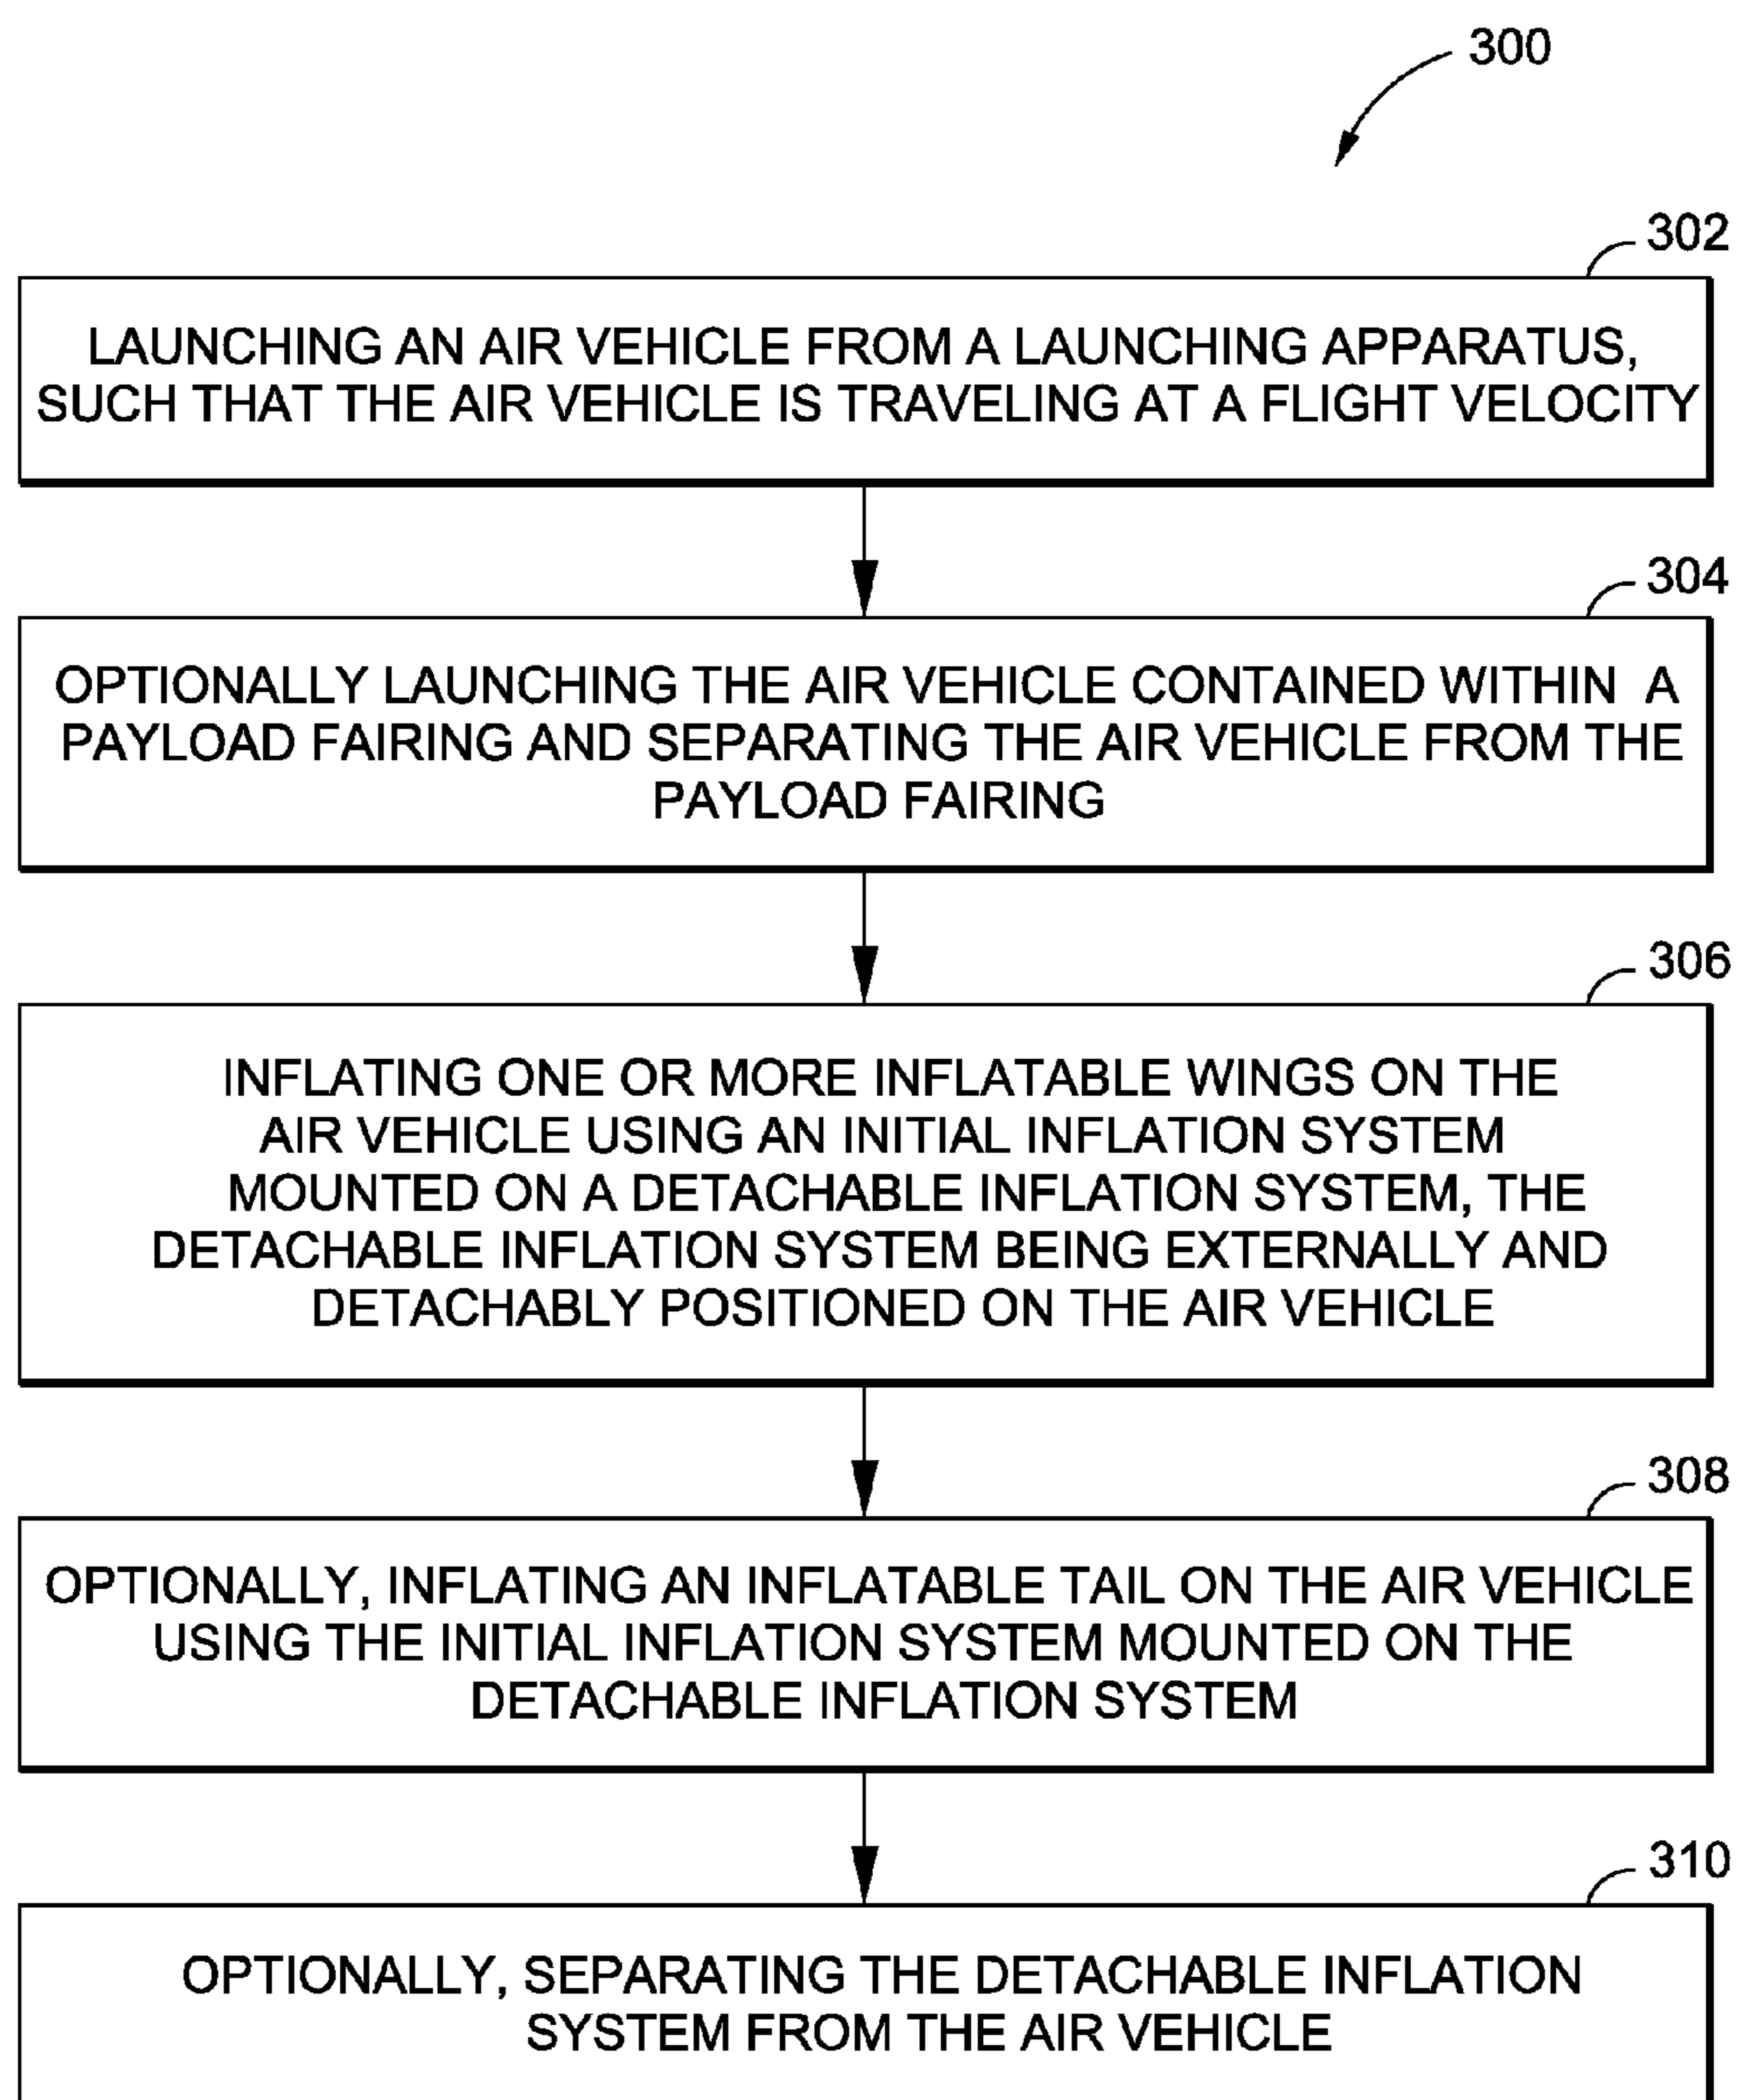 300
302
LAUNCHING AN AIR VEHICLE FROM A LAUNCHING APPARATUS,
SUCH THAT THE AIR VEHICLE IS TRAVELING AT A FLIGHT VELOCITY
304
OPTIONALLY LAUNCHING THE AIR VEHICLE CONTAINED WITHIN A
PAYLOAD FAIRING AND SEPARATING THE AIR VEHICLE FROM THE
PAYLOAD FAIRING
306
INFLATING ONE OR MORE INFLATABLE WINGS ON THE
AIR VEHICLE USING AN INITIAL INFLATION SYSTEM
MOUNTED ON A DETACHABLE INFLATION SYSTEM, THE
DETACHABLE INFLATION SYSTEM BEING EXTERNALLY AND
DETACHABLY POSITIONED ON THE AIR VEHICLE
308
OPTIONALLY, INFLATING AN INFLATABLE TAIL ON THE AIR VEHICLE
USING THE INITIAL INFLATION SYSTEM MOUNTED ON THE
DETACHABLE INFLATION SYSTEM
310
OPTIONALLY, SEPARATING THE DETACHABLE INFLATION
SYSTEM FROM THE AIR VEHICLE